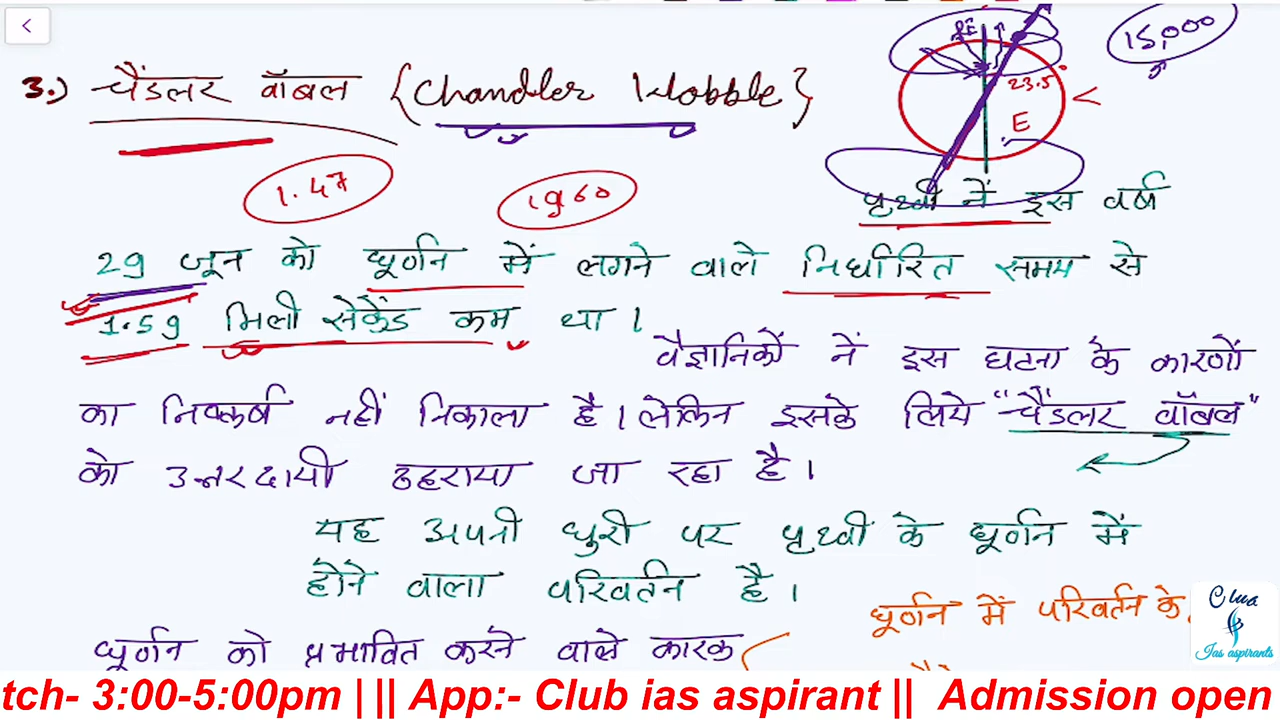 15,000
3.) चैंडलर वॉबल {Chandler Wobble}
23.5°
E
1.47
1960
पृथ्वी नें इस वर्ष
29 जून को घूर्णन में लगने वाले निर्धारित समय से
1.59 मिली सेकैंड कम था।
वैज्ञानिकों ने इस घटना के कारणों
का निष्कर्ष नहीं निकाला है। लेकिन इसके लिये "चैंडलर वॉबल"
को उत्तरदायी ठहराया जा रहा है।
यह अपनी धुरी पर पृथ्वी के घूर्णन में
होने वाला परिवर्तन है।
घूर्णन में परिवर्तन के
घूर्णन को प्रभावित करने वाले कारक
Club
Ias aspirants
tch- 3:00-5:00pm | || App:- Club ias aspirant || Admission open